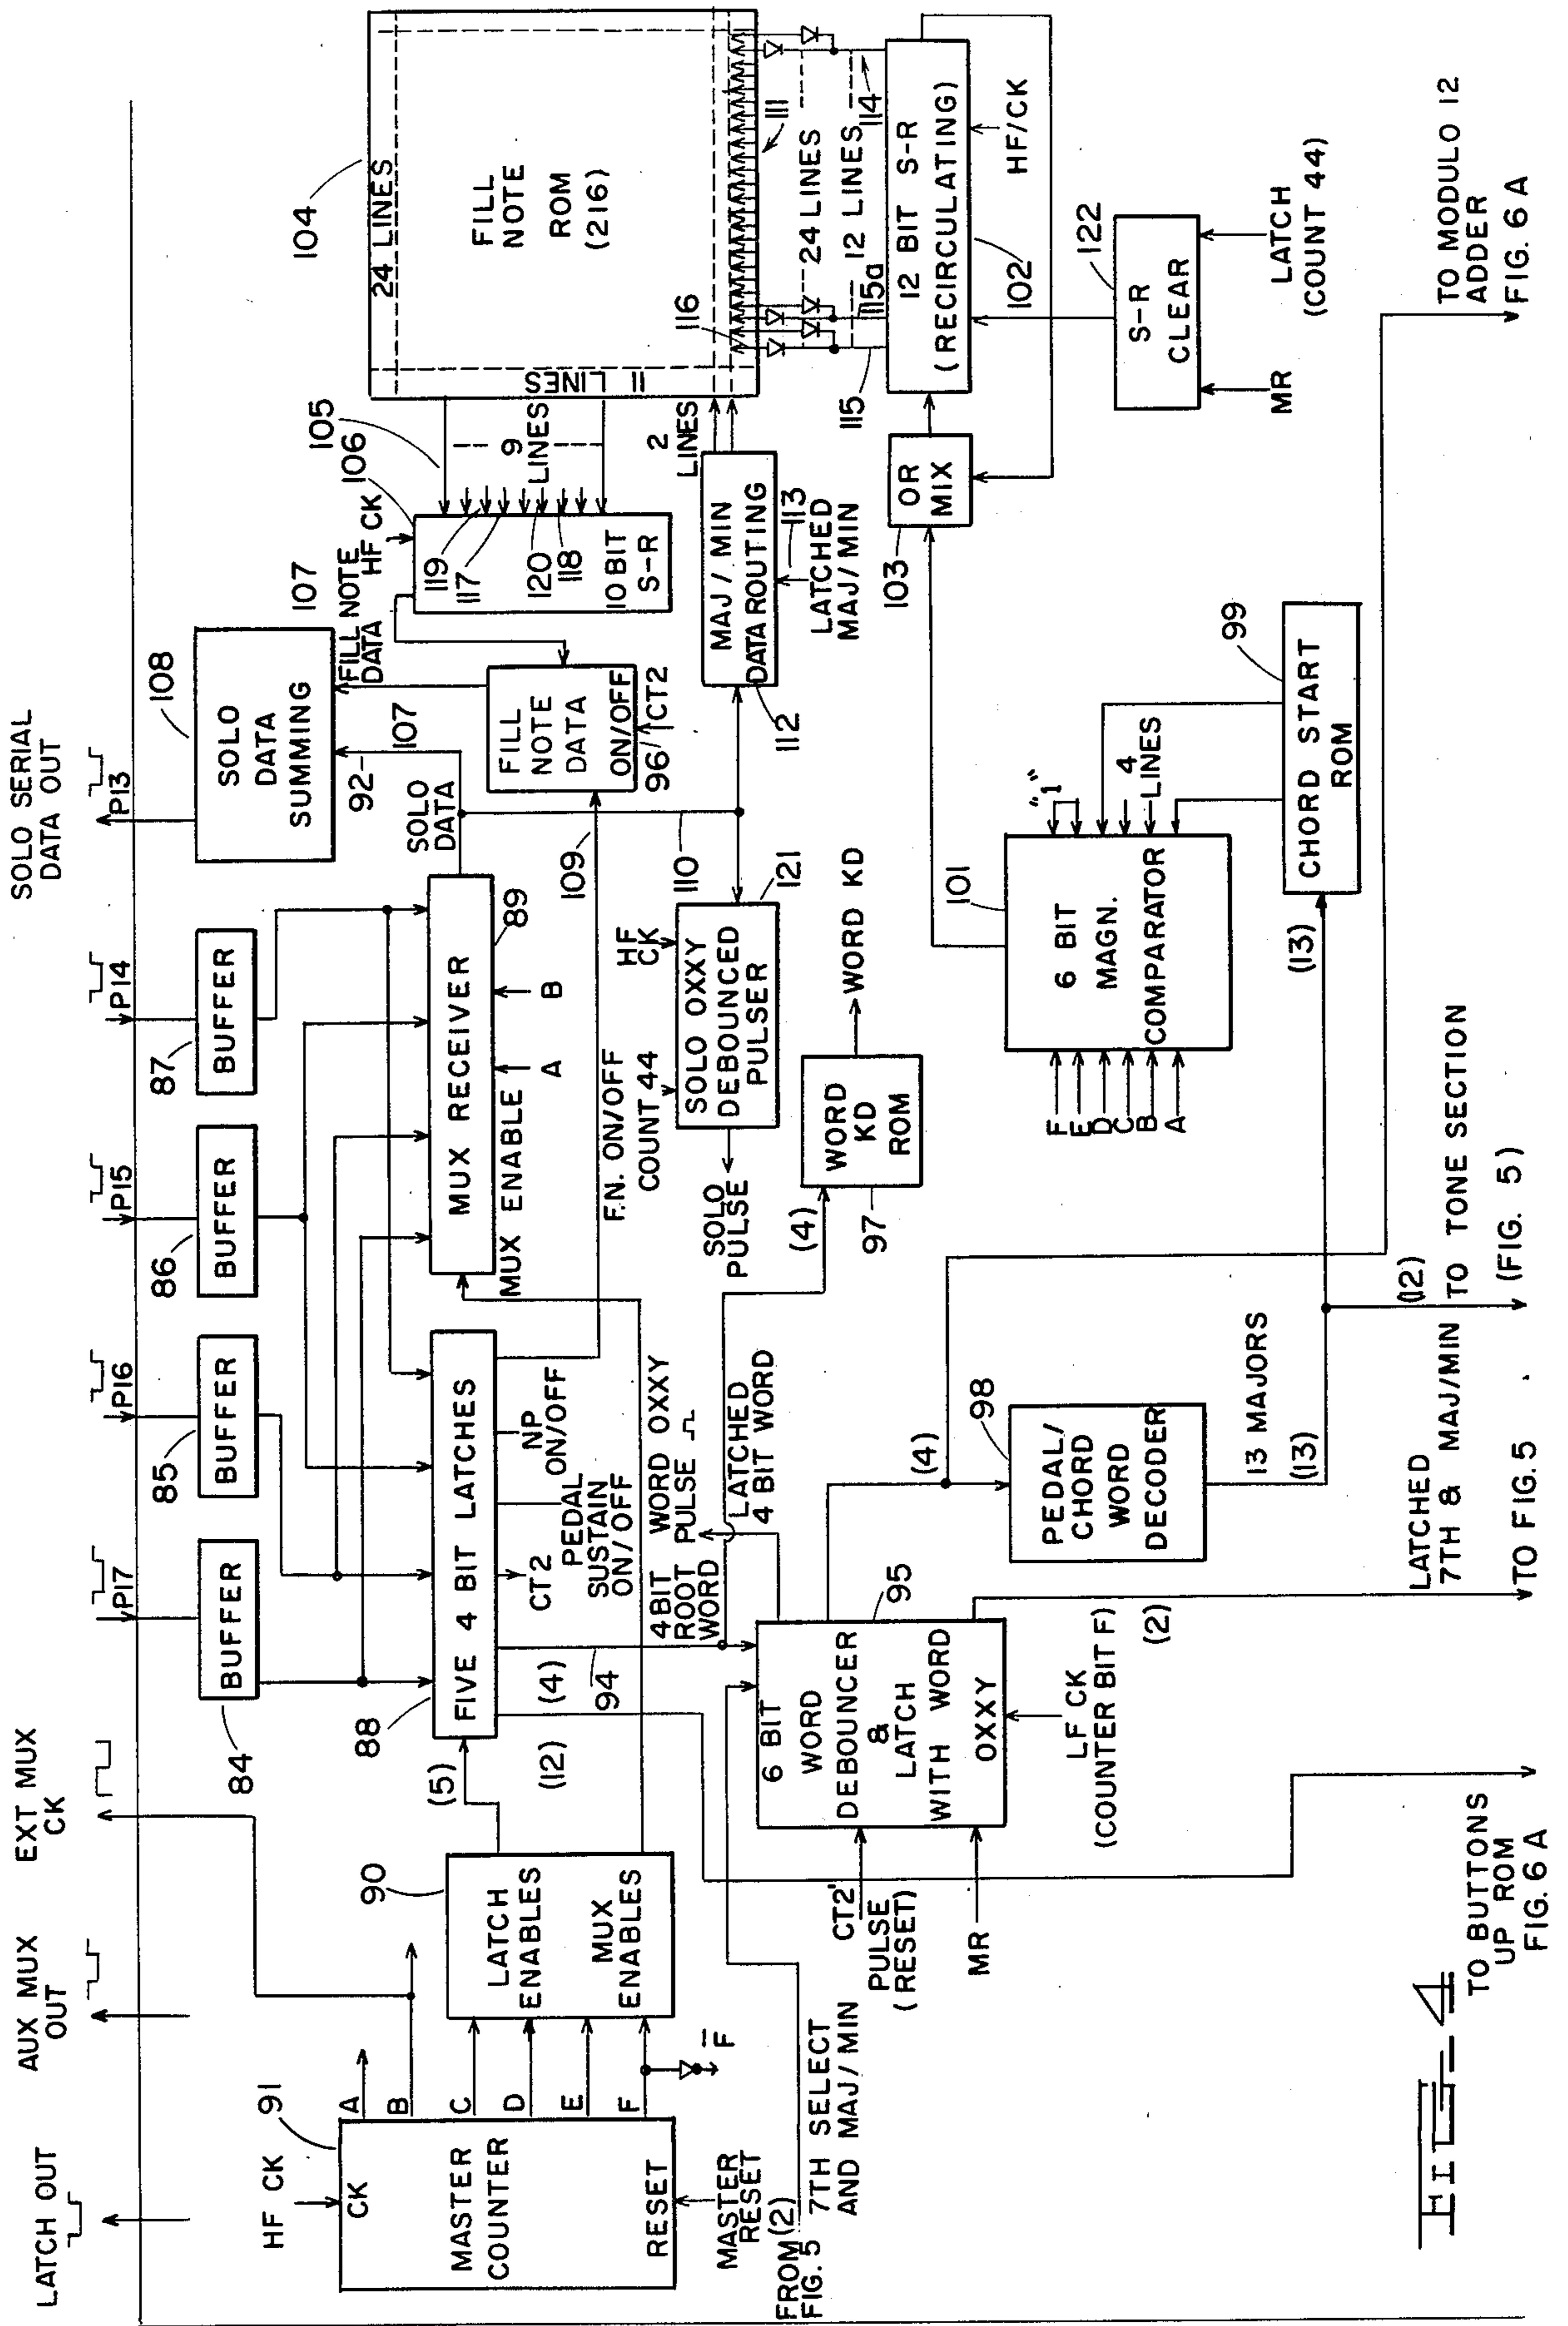 LATCH OUT
AUX MUX
OUT
EXT MUX
CK
P17
P16
P15
P14
P13
SOLO SERIAL
DATA OUT
HF CK
91
CK
MASTER
COUNTER
RESET
A
B
C
D
E
F
F
MASTER
RESET
90
LATCH
ENABLES
MUX
ENABLES
(5)
84
BUFFER
85
BUFFER
86
BUFFER
87
BUFFER
88
FIVE 4 BIT LATCHES
(12)
(4)
94
CT2
PEDAL
SUSTAIN
ON/OFF
NP
ON/OFF
MUX RECEIVER
89
MUX ENABLE
A
B
F.N. ON/OFF
109
SOLO
DATA
92
107
108
SOLO
DATA
SUMMING
FILL NOTE
DATA
107
FILL
NOTE
DATA
ON/OFF
96
CT2
HF CK
106
105
10 BIT
S-R
119
117
120
118
9
LINES
104
24 LINES
FILL
NOTE
ROM
(216)
11 LINES
2
LINES
MAJ / MIN
DATA ROUTING
112
113
LATCHED
MAJ/MIN
110
121
HF
CK
COUNT 44
SOLO OXXY
DEBOUNCED
PULSER
SOLO
PULSE
116
111
24 LINES
12 LINES
114
115
115a
12 BIT S-R
(RECIRCULATING)
102
HF/CK
OR
MIX
103
122
S-R
CLEAR
MR
LATCH
(COUNT 44)
FROM (2)
FIG. 5
7TH SELECT
AND MAJ/MIN
4 BIT
ROOT
WORD
WORD OXXY
PULSE
LATCHED
4 BIT WORD
(4)
WORD
KD
ROM
97
WORD KD
95
6 BIT
WORD
DEBOUNCER
&
LATCH
WITH WORD
OXXY
CT2'
PULSE
(RESET)
MR
LF CK
(COUNTER BIT F)
(2)
(4)
98
PEDAL/
CHORD
WORD
DECODER
13 MAJORS
(13)
(13)
(12)
101
6 BIT
MAGN.
COMPARATOR
F
E
D
C
B
A
"1"
4
LINES
99
CHORD START
ROM
TO BUTTONS
UP ROM
FIG. 6A
LATCHED
7TH & MAJ/MIN
TO FIG. 5
TO TONE SECTION
(FIG. 5)
TO MODULO 12
ADDER
FIG. 6A
FIG. 4